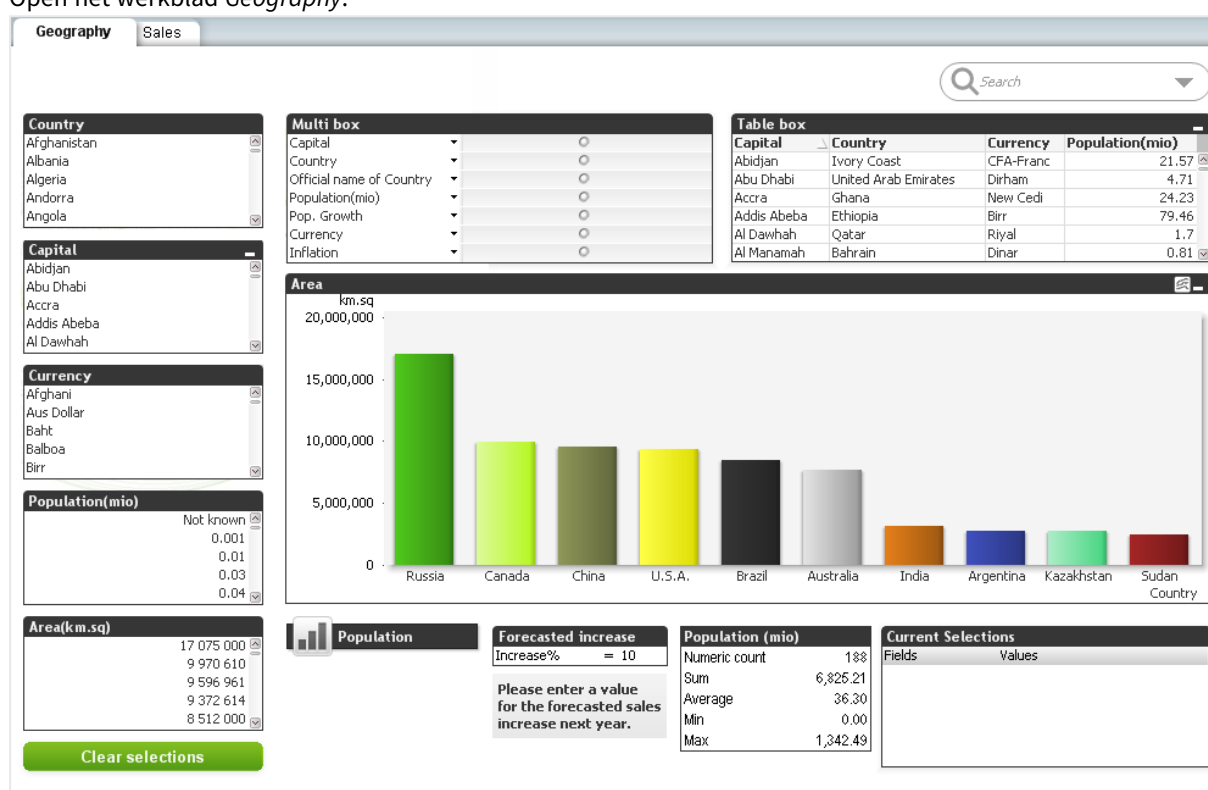 Open het werkblad Geography.
Geography Sales
Search
Country
Afghanistan
Albania
Algeria
Andorra
Angola
Capital
Abidjan
Abu Dhabi
Accra
Addis Abeba
Al Dawhah
Currency
Afghani
Aus Dollar
Baht
Balboa
Birr
Population(mio)
Not known
0.001
0.01
0.03
0.04
Area(km.sq)
17 075 000
9 970 610
9 596 961
9 372 614
8 512 000
Clear selections
Multi box
Capital
Country
Official name of Country
Population(mio)
Pop. Growth
Currency
Inflation
Table box
Capital Country Currency Population(mio)
Abidjan Ivory Coast CFA-Franc 21.57
Abu Dhabi United Arab Emirates Dirham 4.71
Accra Ghana New Cedi 24.23
Addis Abeba Ethiopia Birr 79.46
Al Dawhah Qatar Riyal 1.7
Al Manamah Bahrain Dinar 0.81
Area
km.sq
20,000,000
15,000,000
10,000,000
5,000,000
0
Russia Canada China U.S.A. Brazil Australia India Argentina Kazakhstan Sudan
Country
Population
Forecasted increase
Increase% = 10
Please enter a value
for the forecasted sales
increase next year.
Population (mio)
Numeric count 188
Sum 6,825.21
Average 36.30
Min 0.00
Max 1,342.49
Current Selections
Fields Values